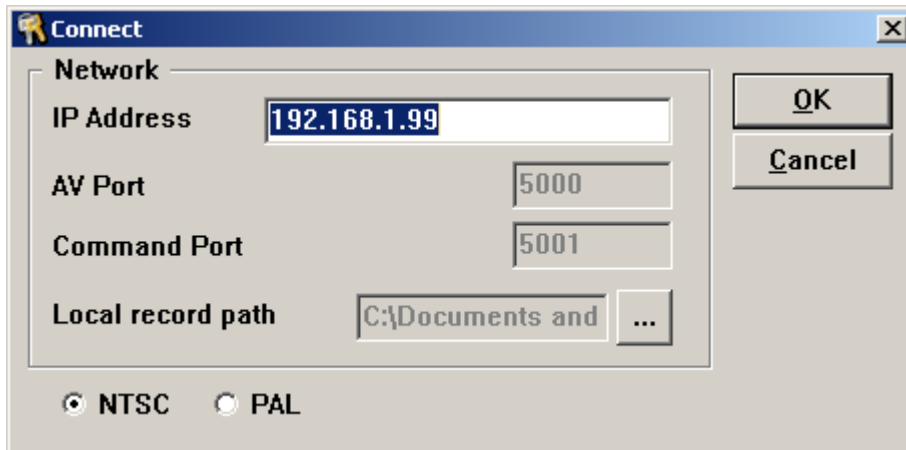 Connect
Network
IP Address 192.168.1.99
OK
Cancel
AV Port 5000
Command Port 5001
Local record path C:\Documents and ...
NTSC PAL